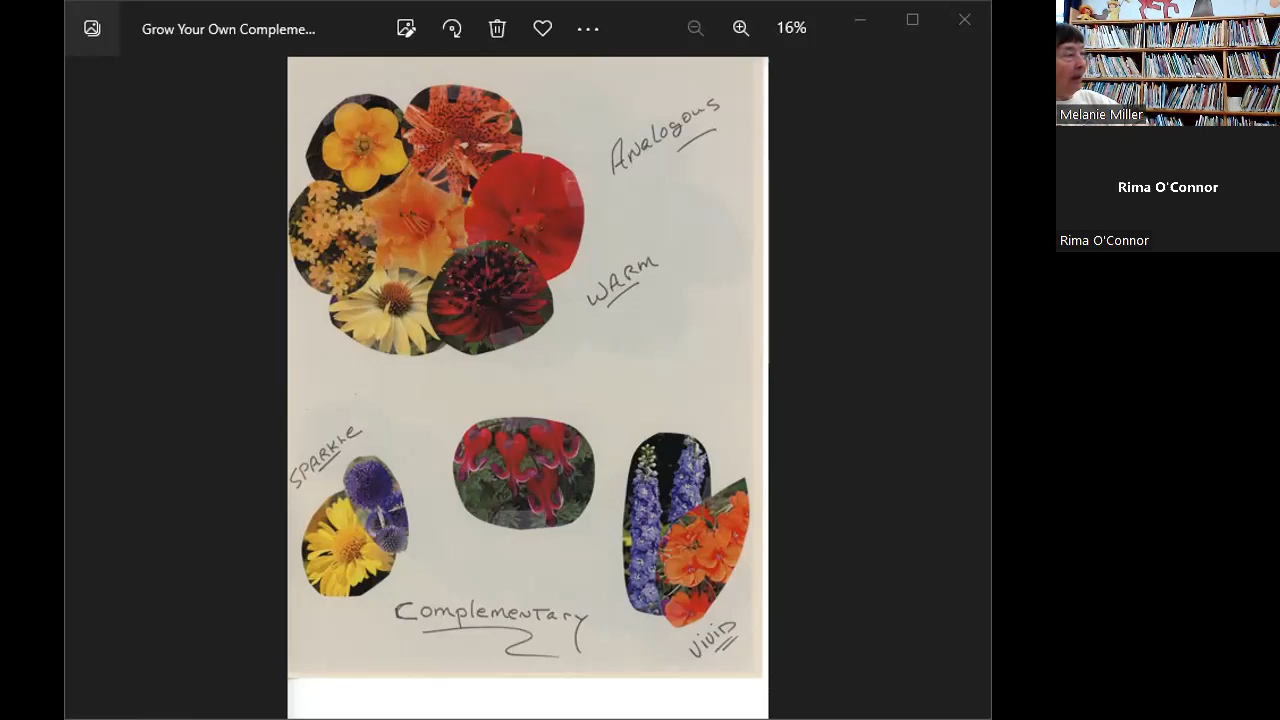 Grow Your Own Compleme...
16%
Analogous
WARM
SPARKLE
Complementary
VIVID
Melanie Miller
Rima O'Connor
Rima O'Connor